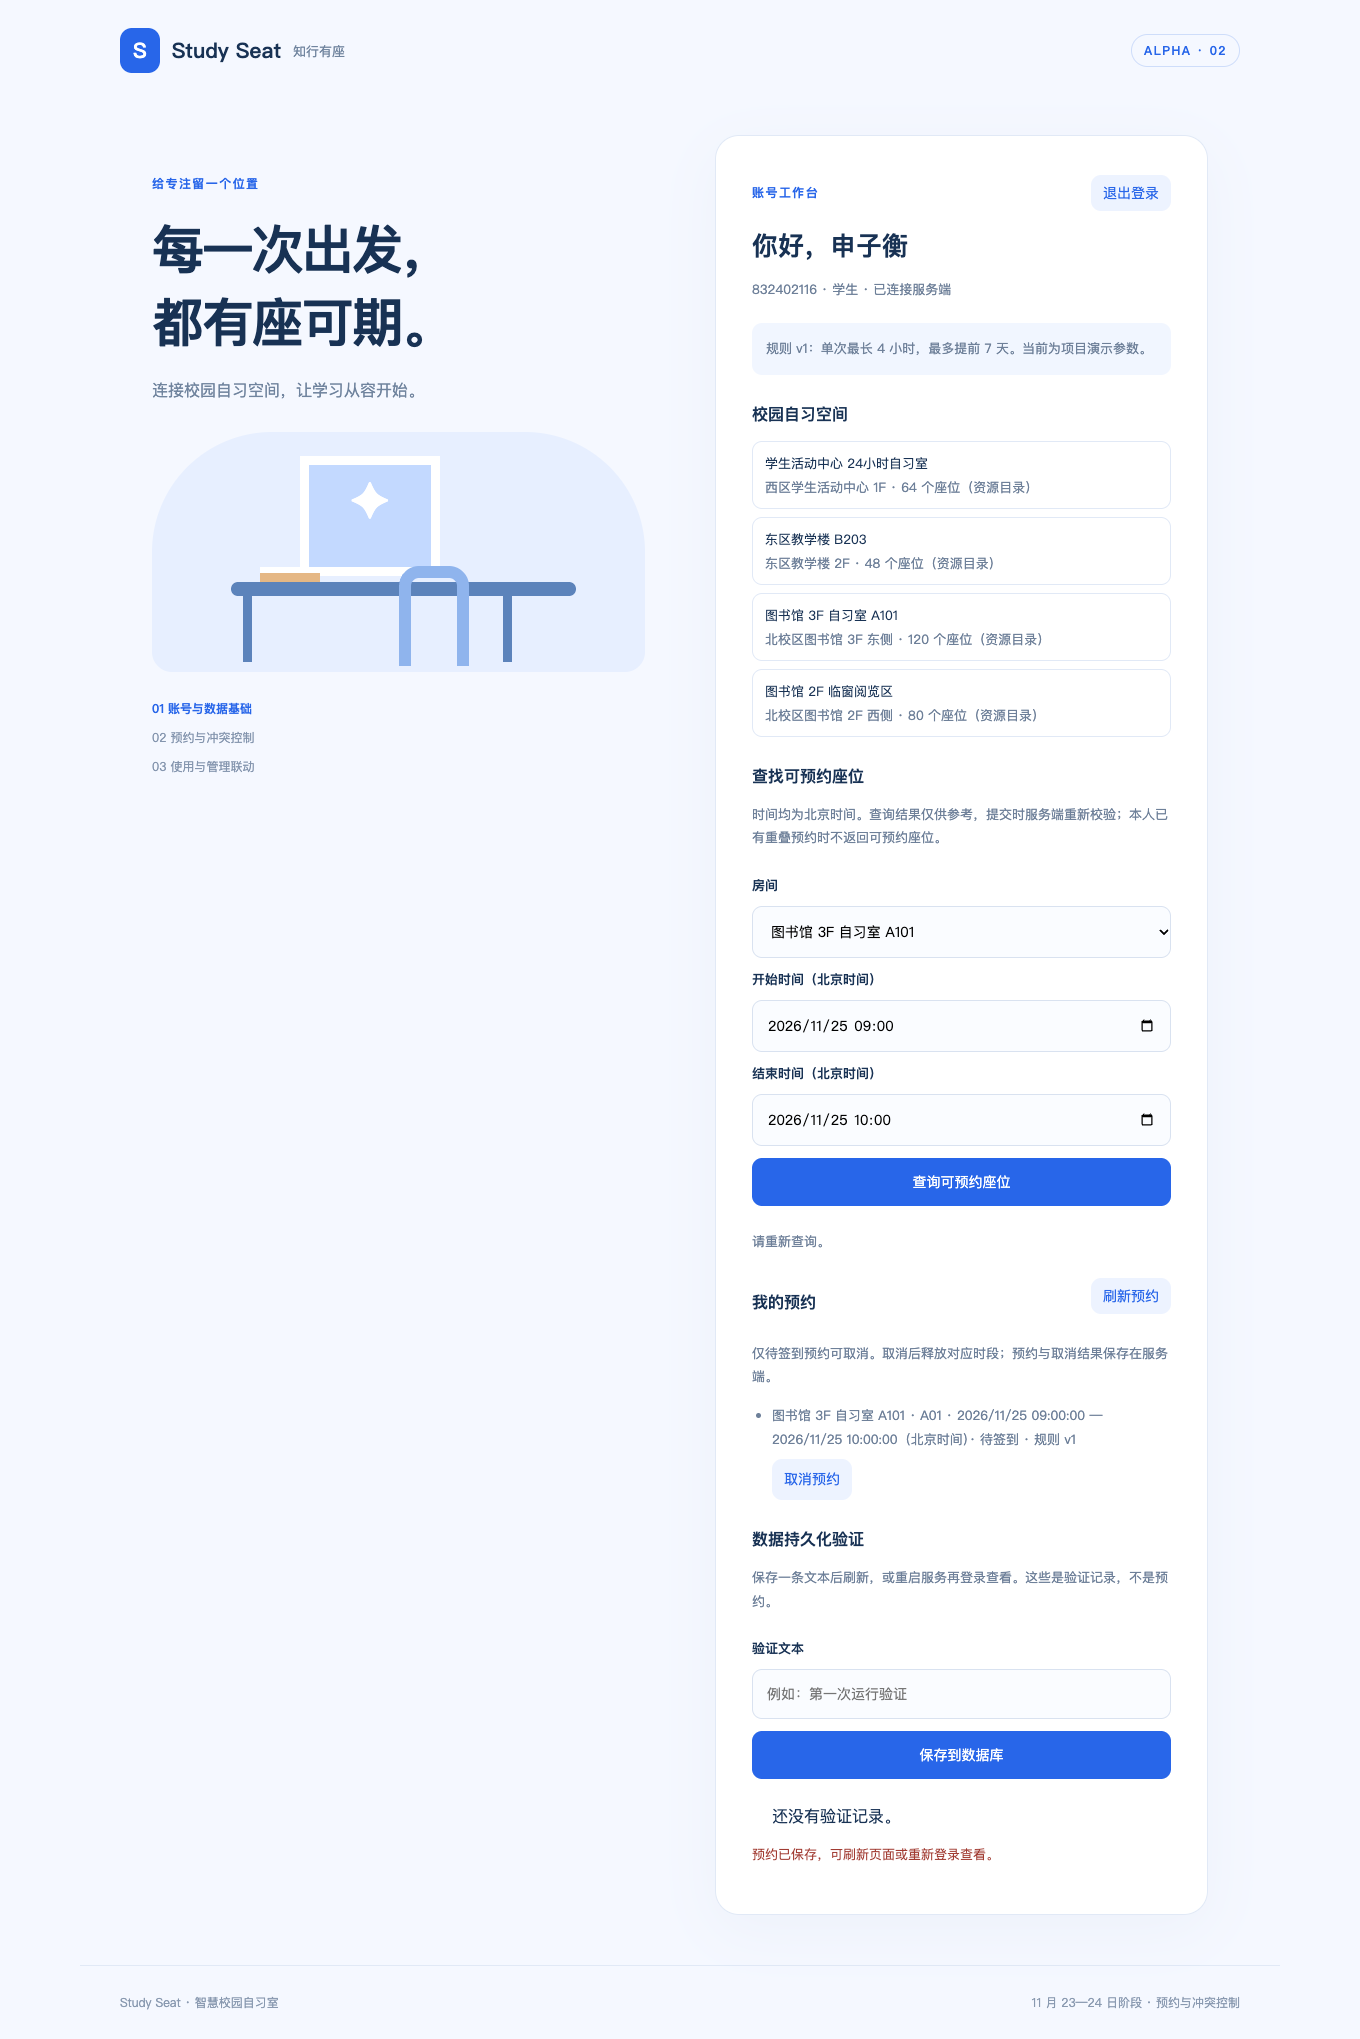 S Study Seat 知行有座
ALPHA · 02
给专注留一个位置
每一次出发，
都有座可期。
连接校园自习空间，让学习从容开始。
01 账号与数据基础
02 预约与冲突控制
03 使用与管理联动
账号工作台
退出登录
你好，申子衡
832402116 · 学生 · 已连接服务端
规则 v1：单次最长 4 小时，最多提前 7 天。当前为项目演示参数。
校园自习空间
学生活动中心 24小时自习室
西区学生活动中心 1F · 64 个座位（资源目录）
东区教学楼 B203
东区教学楼 2F · 48 个座位（资源目录）
图书馆 3F 自习室 A101
北校区图书馆 3F 东侧 · 120 个座位（资源目录）
图书馆 2F 临窗阅览区
北校区图书馆 2F 西侧 · 80 个座位（资源目录）
查找可预约座位
时间均为北京时间。查询结果仅供参考，提交时服务端重新校验；本人已
有重叠预约时不返回可预约座位。
房间
图书馆 3F 自习室 A101
开始时间（北京时间）
2026/11/25 09:00
结束时间（北京时间）
2026/11/25 10:00
查询可预约座位
请重新查询。
我的预约
刷新预约
仅待签到预约可取消。取消后释放对应时段；预约与取消结果保存在服务
端。
图书馆 3F 自习室 A101 · A01 · 2026/11/25 09:00:00 —
2026/11/25 10:00:00（北京时间）· 待签到 · 规则 v1
取消预约
数据持久化验证
保存一条文本后刷新，或重启服务再登录查看。这些是验证记录，不是预
约。
验证文本
例如：第一次运行验证
保存到数据库
还没有验证记录。
预约已保存，可刷新页面或重新登录查看。
Study Seat · 智慧校园自习室
11 月 23—24 日阶段 · 预约与冲突控制